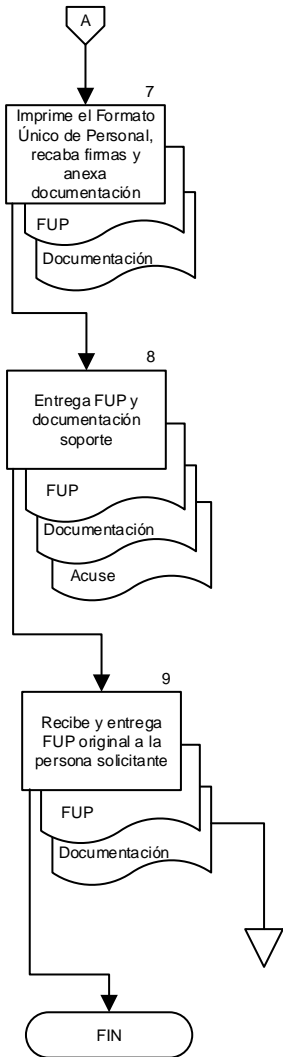 A
7
Imprime el Formato
Único de Personal,
recaba firmas y
anexa
documentación
FUP
Documentación
8
Entrega FUP y
documentación
soporte
FUP
Documentación
Acuse
9
Recibe y entrega
FUP original a la
persona solicitante
FUP
Documentación
FIN